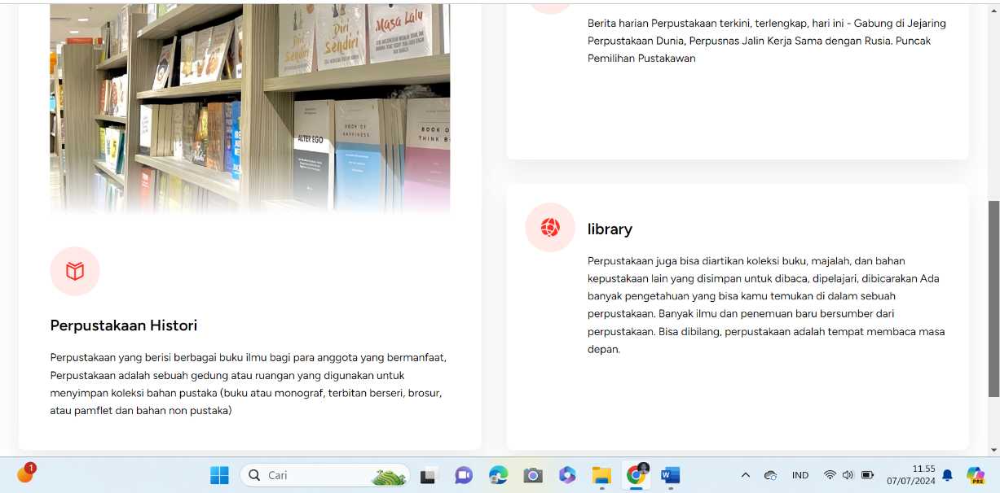 Diri
Sendiri
Diri
Sendiri
Masa Lalu
ALTER EGO
BOOK OF
HAPPINESS
BOOK O
THINK B
Perpustakaan Histori
Perpustakaan yang berisi berbagai buku ilmu bagi para anggota yang bermanfaat,
Perpustakaan adalah sebuah gedung atau ruangan yang digunakan untuk
menyimpan koleksi bahan pustaka (buku atau monograf, terbitan berseri, brosur,
atau pamflet dan bahan non pustaka)
Berita harian Perpustakaan terkini, terlengkap, hari ini - Gabung di Jejaring
Perpustakaan Dunia, Perpusnas Jalin Kerja Sama dengan Rusia. Puncak
Pemilihan Pustakawan
library
Perpustakaan juga bisa diartikan koleksi buku, majalah, dan bahan
kepustakaan lain yang disimpan untuk dibaca, dipelajari, dibicarakan Ada
banyak pengetahuan yang bisa kamu temukan di dalam sebuah
perpustakaan. Banyak ilmu dan penemuan baru bersumber dari
perpustakaan. Bisa dibilang, perpustakaan adalah tempat membaca masa
depan.
1
Cari
W
IND
11.55
07/07/2024
PRE